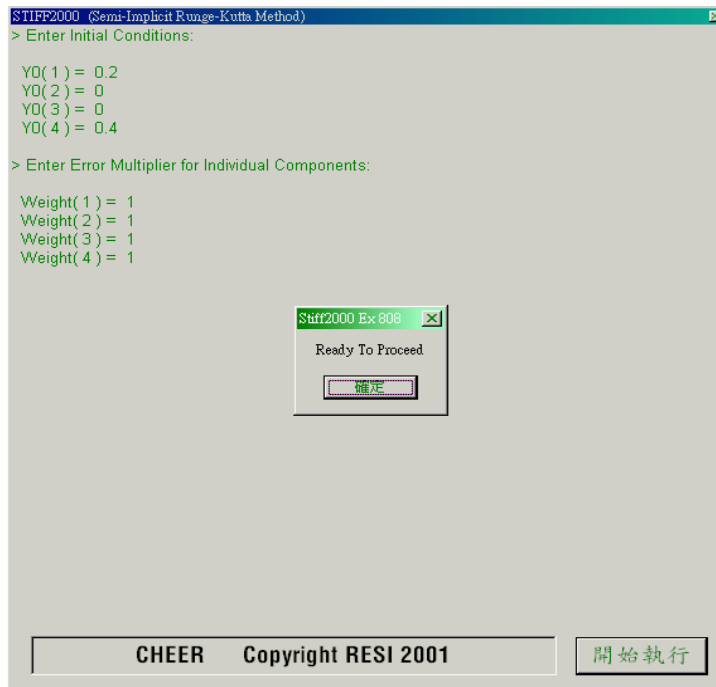 STIFF2000 (Semi-Implicit Runge-Kutta Method)
> Enter Initial Conditions:
Y0( 1 ) = 0.2
Y0( 2 ) = 0
Y0( 3 ) = 0
Y0( 4 ) = 0.4
> Enter Error Multiplier for Individual Components:
Weight( 1 ) = 1
Weight( 2 ) = 1
Weight( 3 ) = 1
Weight( 4 ) = 1
Stiff2000 Ex 808
Ready To Proceed
確定
CHEER Copyright RESI 2001
開始執行